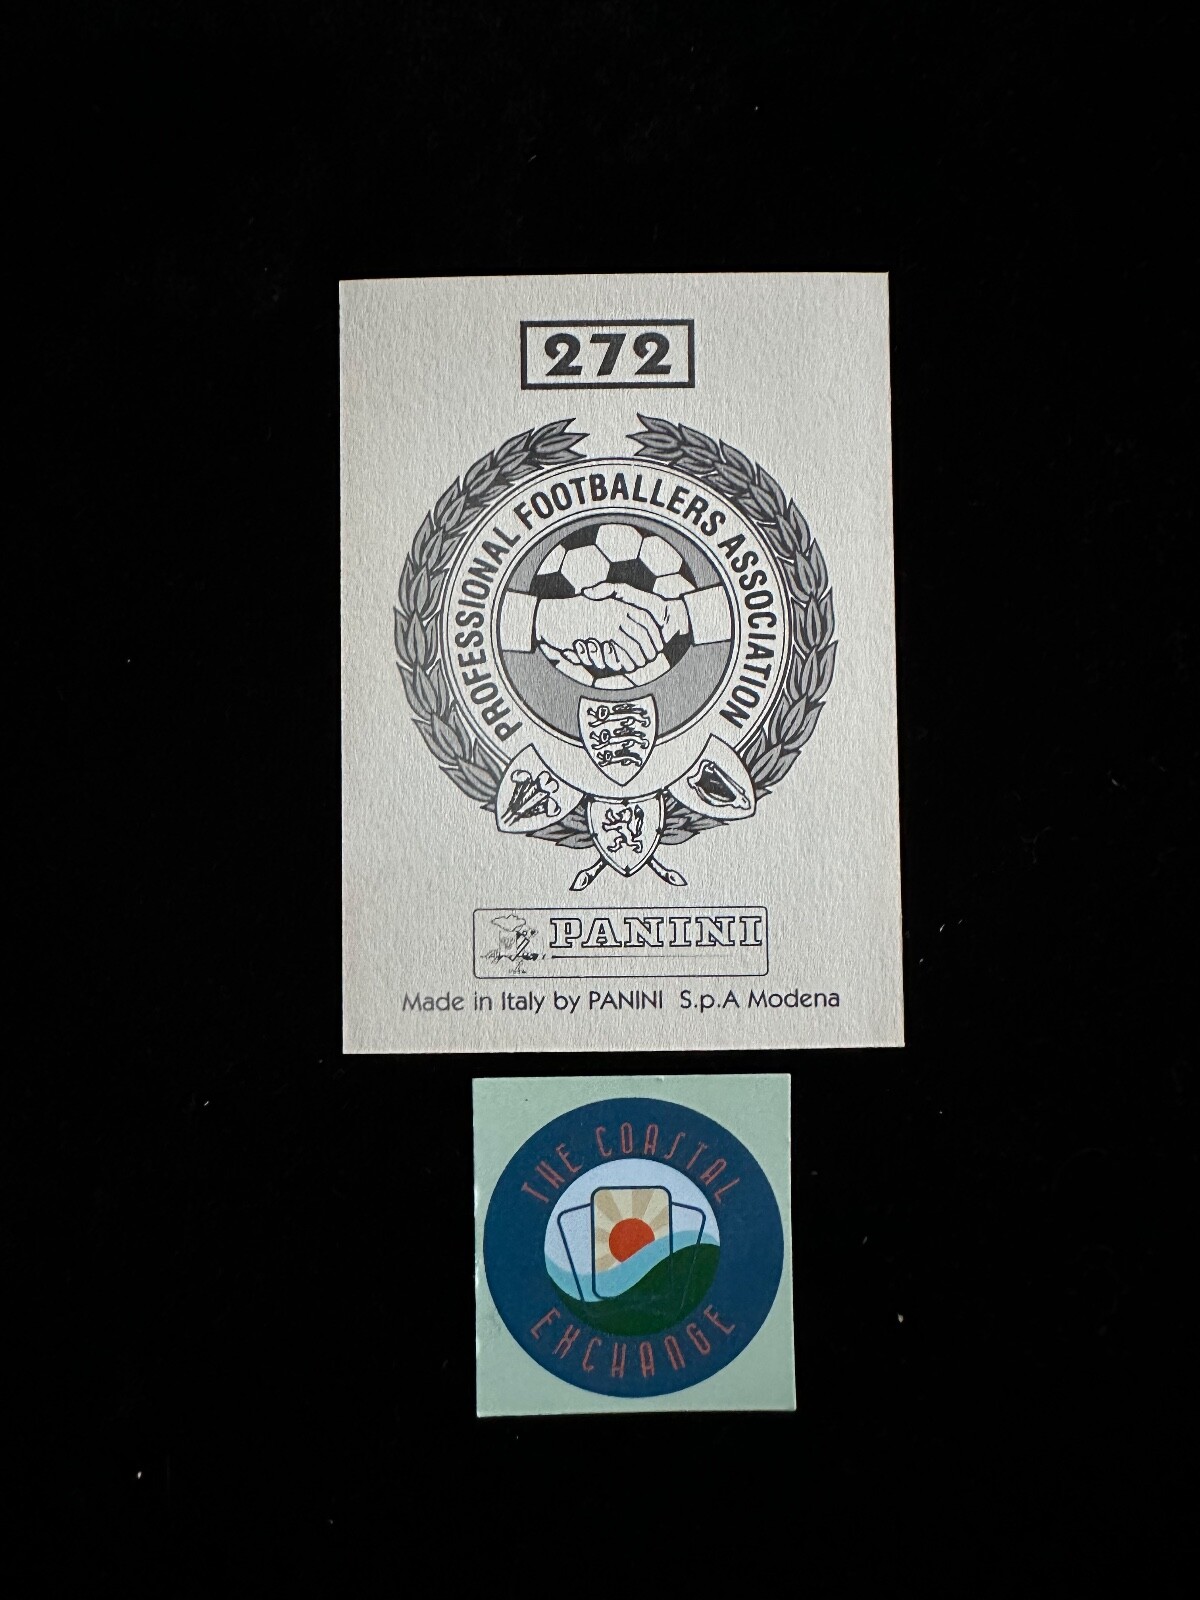 272
PROFESSIONAL FOOTBALLERS ASSOCIATION
PANINI
Made in Italy by PANINI S.p.A Modena
THE COASTAL
EXCHANGE